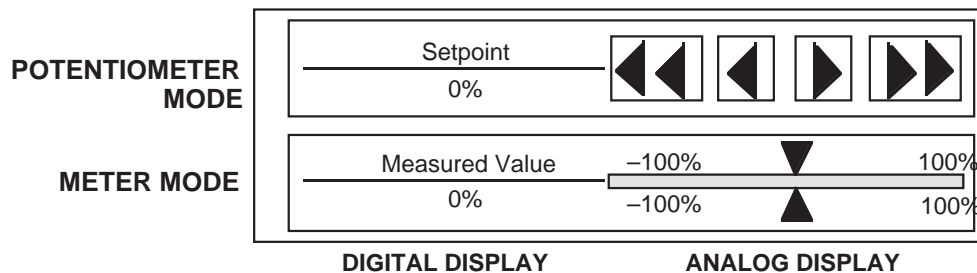 POTENTIOMETER
MODE
Setpoint
0%
METER MODE
Measured Value
0%
–100%
100%
–100%
100%
DIGITAL DISPLAY
ANALOG DISPLAY